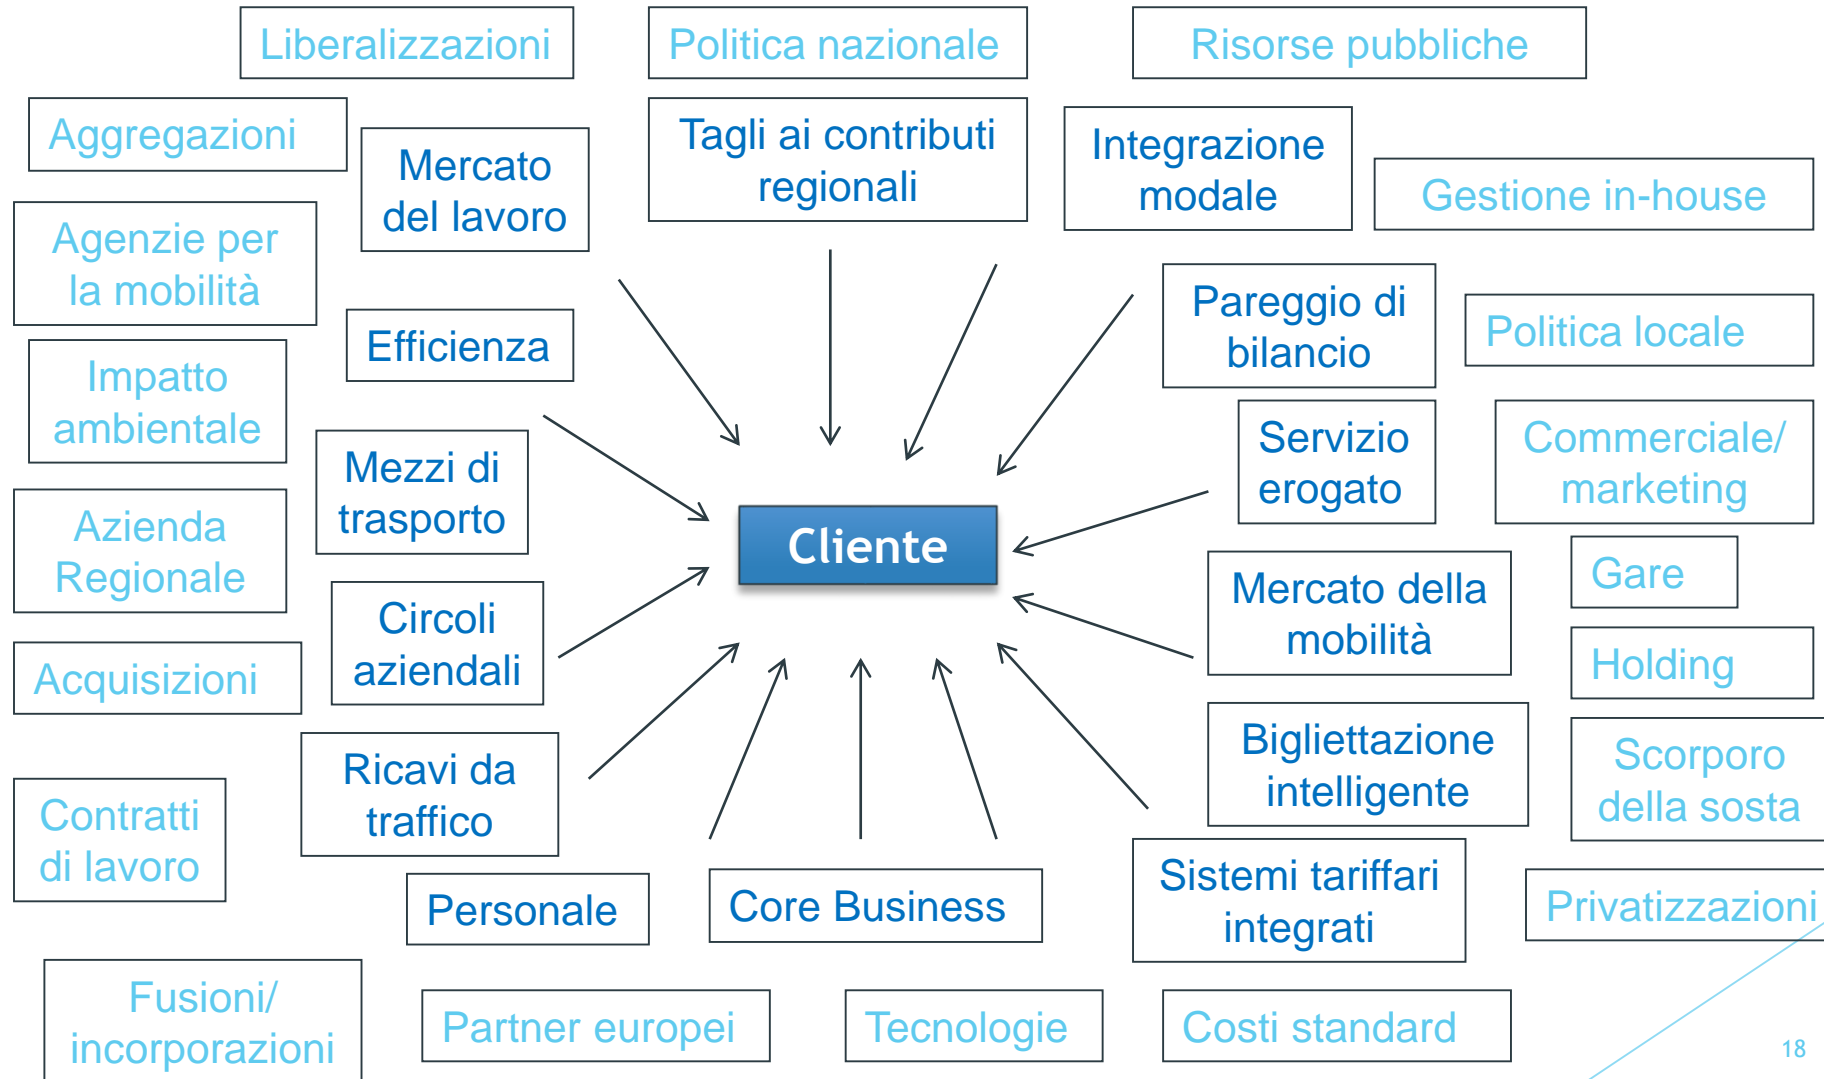 Liberalizzazioni
Politica nazionale
Risorse pubbliche
Aggregazioni
Mercato
del lavoro
Tagli ai contributi
regionali
Integrazione
modale
Gestione in-house
Agenzie per
la mobilità
Efficienza
Pareggio di
bilancio
Politica locale
Impatto
ambientale
Mezzi di
trasporto
Servizio
erogato
Commerciale/
marketing
Azienda
Regionale
Cliente
Gare
Circoli
aziendali
Mercato della
mobilità
Holding
Acquisizioni
Ricavi da
traffico
Bigliettazione
intelligente
Scorporo
della sosta
Contratti
di lavoro
Personale
Core Business
Sistemi tariffari
integrati
Privatizzazioni
Fusioni/
incorporazioni
Partner europei
Tecnologie
Costi standard
18